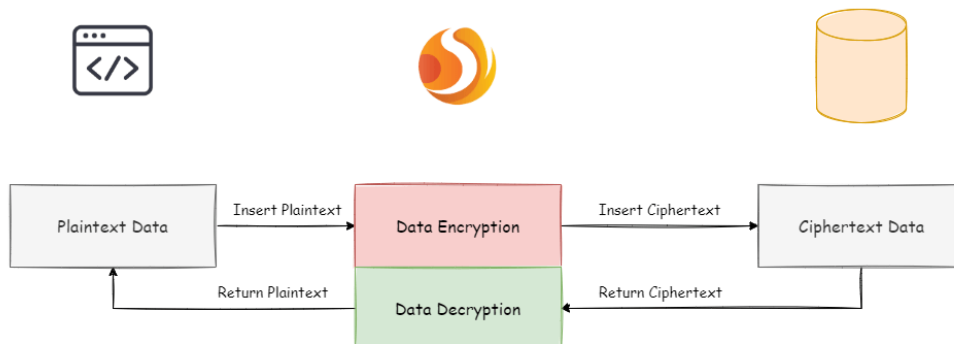 </>
Insert Plaintext
Insert Ciphertext
Plaintext Data
Data Encryption
Ciphertext Data
Return Plaintext
Return Ciphertext
Data Decryption